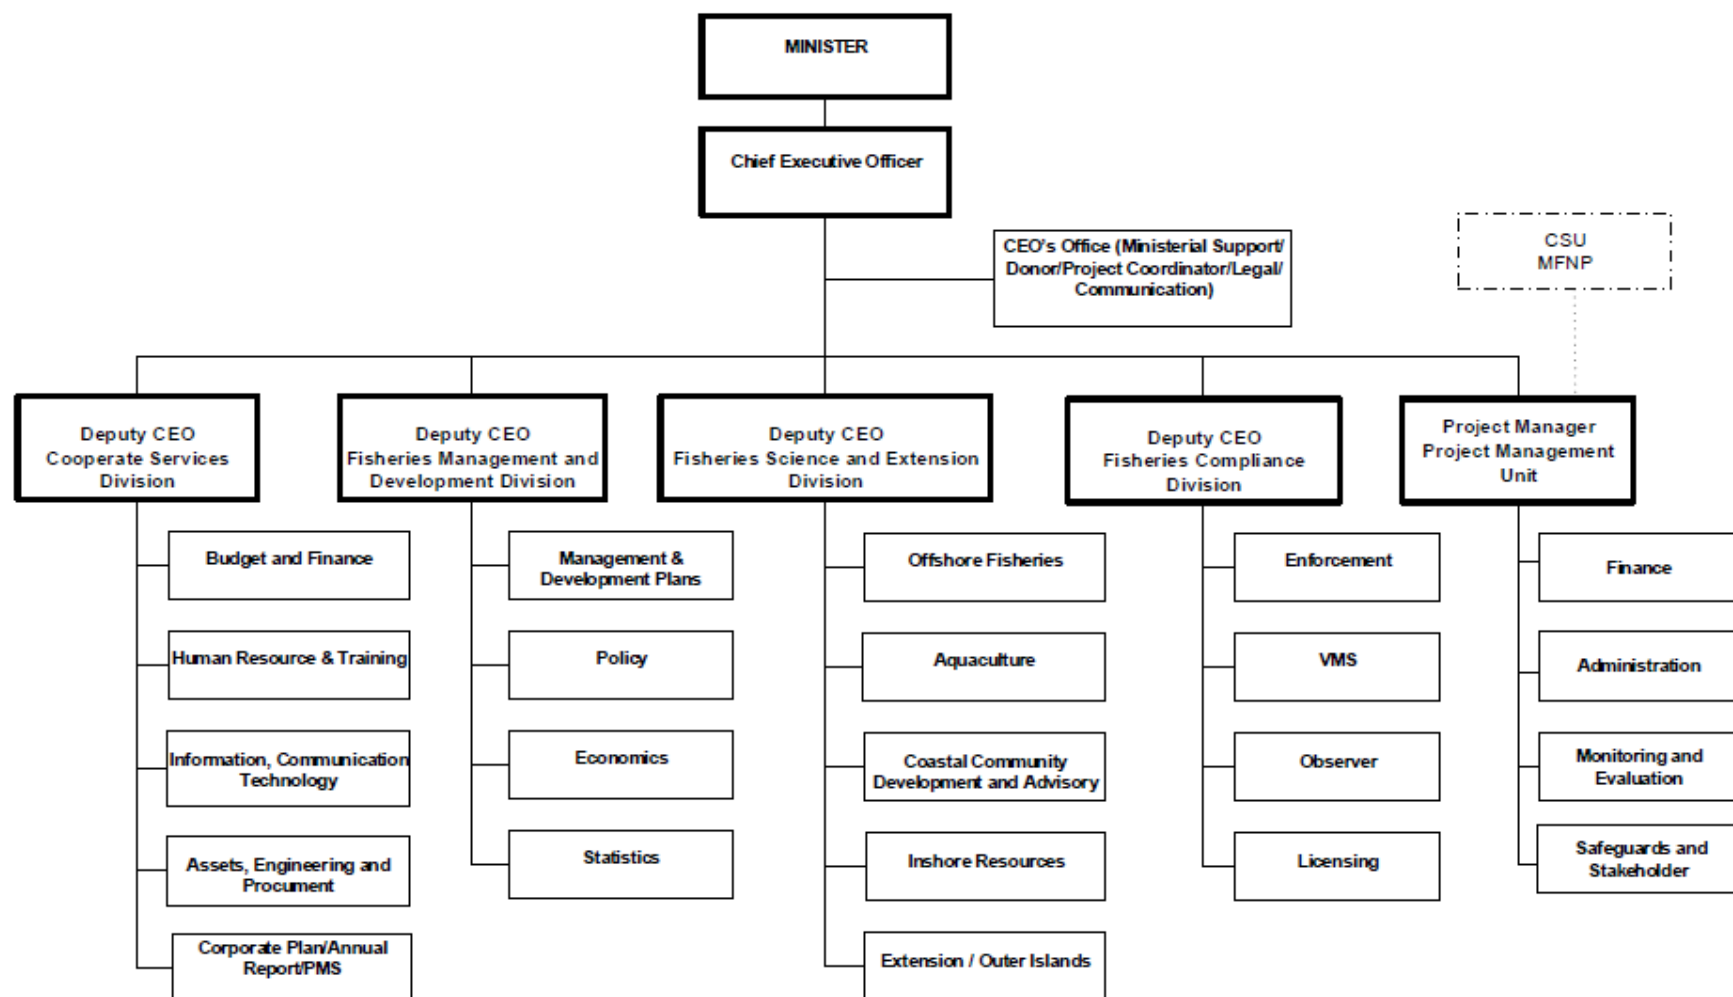 MINISTER
Chief Executive Officer
CEO's Office (Ministerial Support/
Donor/Project Coordinator/Legal/
Communication)
CSU
MFNP
Deputy CEO
Cooperate Services
Division
Deputy CEO
Fisheries Management and
Development Division
Deputy CEO
Fisheries Science and Extension
Division
Deputy CEO
Fisheries Compliance
Division
Project Manager
Project Management
Unit
Budget and Finance
Human Resource & Training
Information, Communication
Technology
Assets, Engineering and
Procument
Corporate Plan/Annual
Report/PMS
Management &
Development Plans
Policy
Economics
Statistics
Offshore Fisheries
Aquaculture
Coastal Community
Development and Advisory
Inshore Resources
Extension / Outer Islands
Enforcement
VMS
Observer
Licensing
Finance
Administration
Monitoring and
Evaluation
Safeguards and
Stakeholder